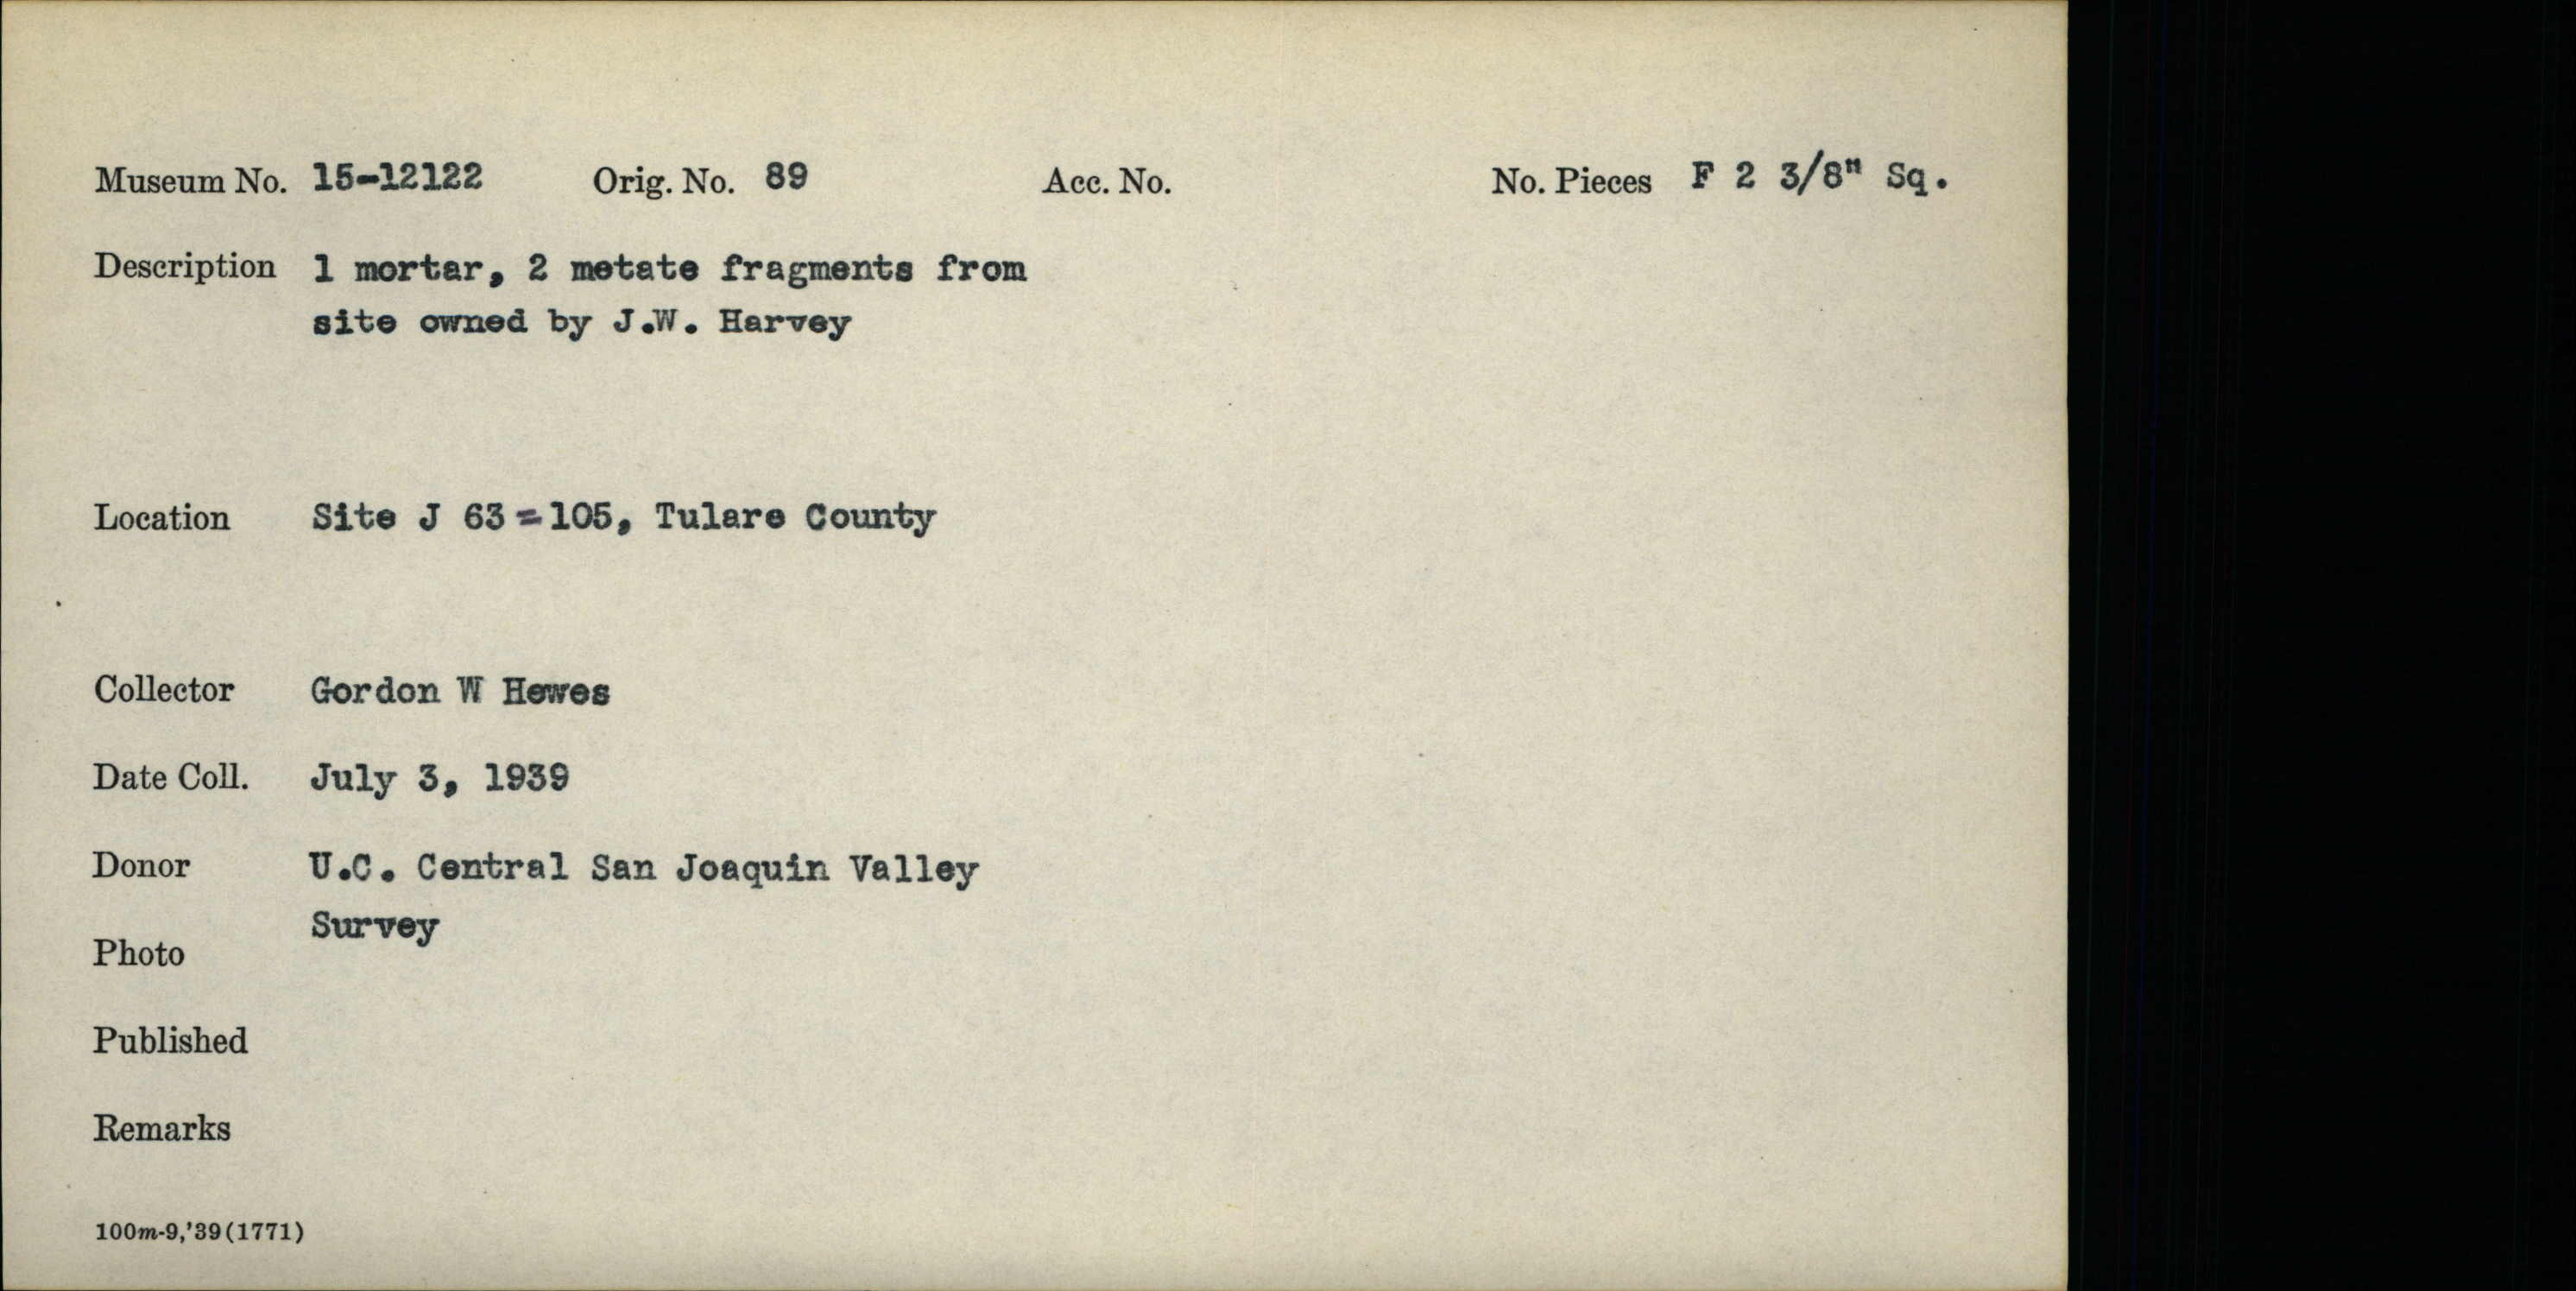 Museum No. 15-12122 Orig. No. 89 Acc. No. No. Pieces F 2 3/8" Sq.
Description 1 mortar, 2 metate fragments from
site owned by J.W. Harvey
Location Site J 63=105, Tulare County
Collector Gordon W Hewes
Date Coll. July 3, 1939
Donor U.C. Central San Joaquin Valley
Survey
Photo
Published
Remarks
100m-9,'39(1771)